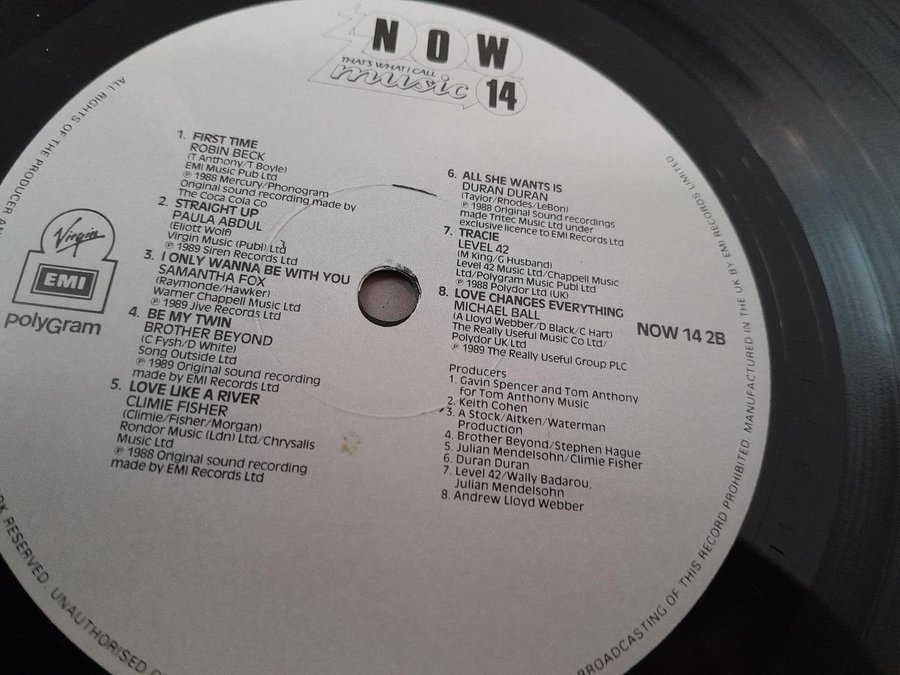 NOW
THAT'S WHAT I CALL
music 14
1. FIRST TIME
ROBIN BECK
(T Anthony/T Boyle)
EMI Music Pub Ltd
℗ 1988 Mercury/Phonogram
Original sound recording made by
The Coca Cola Co
2. STRAIGHT UP
PAULA ABDUL
(Eliott Wolf)
Virgin Music (Publ) Ltd
℗ 1989 Siren Records Ltd
3. I ONLY WANNA BE WITH YOU
SAMANTHA FOX
(Raymonde/Hawker)
Warner Chappell Music Ltd
℗ 1989 Jive Records Ltd
4. BE MY TWIN
BROTHER BEYOND
(C Fysh/D White)
Song Outside Ltd
℗ 1989 Original sound recording
made by EMI Records Ltd
5. LOVE LIKE A RIVER
CLIMIE FISHER
(Climie/Fisher/Morgan)
Rondor Music (Ldn) Ltd/Chrysalis
Music Ltd
℗ 1988 Original sound recording
made by EMI Records Ltd
6. ALL SHE WANTS IS
DURAN DURAN
(Taylor/Rhodes/LeBon)
℗ 1988 Original Sound recordings
made Tritec Music Ltd under
exclusive licence to EMI Records Ltd
7. TRACIE
LEVEL 42
(M King/G Husband)
Level 42 Music Ltd/Chappell Music
Ltd/Polygram Music Publ Ltd
℗ 1988 Polydor Ltd (UK)
8. LOVE CHANGES EVERYTHING
MICHAEL BALL
(A Lloyd Webber/D Black/C Hart)
The Really Useful Music Co Ltd/
Polydor UK Ltd
℗ 1989 The Really Useful Group PLC
NOW 14 2B
Producers
1. Gavin Spencer and Tom Anthony
for Tom Anthony Music
2. Keith Cohen
3. A Stock/Aitken/Waterman
Production
4. Brother Beyond/Stephen Hague
5. Julian Mendelsohn/Climie Fisher
6. Duran Duran
7. Level 42/Wally Badarou,
Julian Mendelsohn
8. Andrew Lloyd Webber
Virgin
EMI
PolyGram
ALL RIGHTS OF THE PRODUCER AN
RK RESERVED. UNAUTHORISED
BROADCASTING OF THIS RECORD PROHIBITED. MANUFACTURED IN THE UK BY EMI RECORDS LIMITED